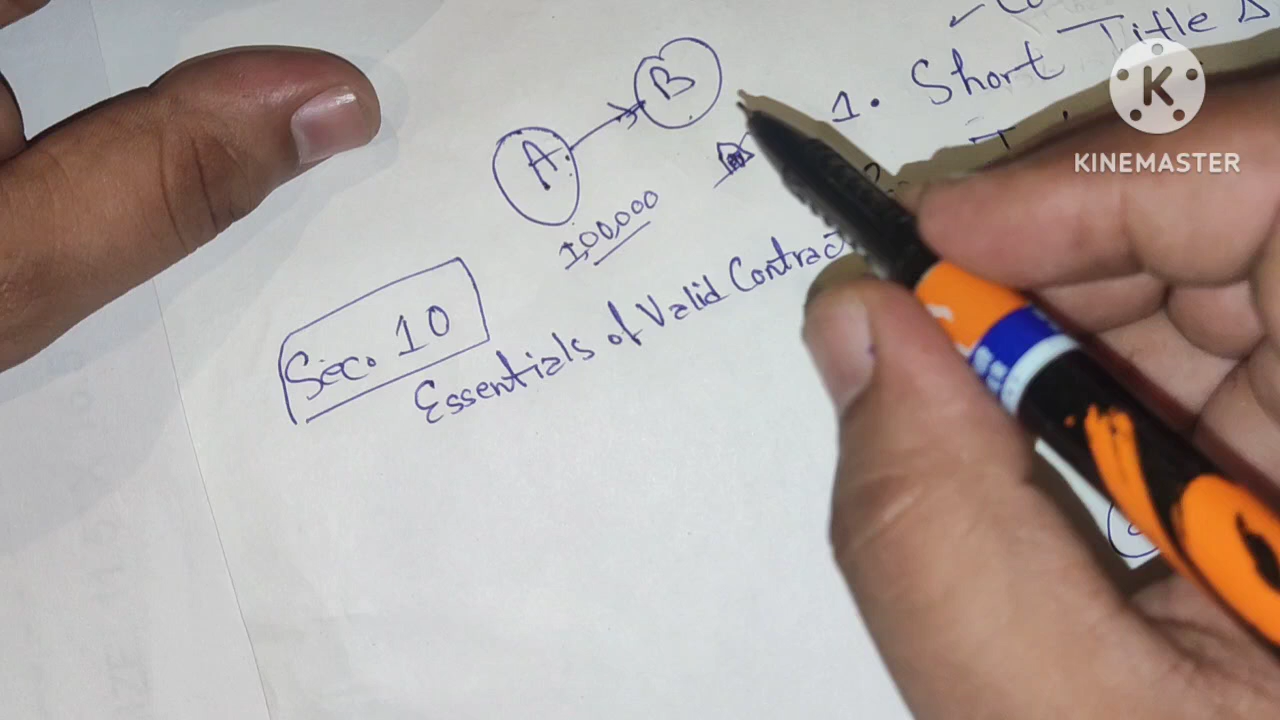 1. Short Title
B
A
1,00,000
K
KINEMASTER
Sec. 10
Essentials of Valid Contract